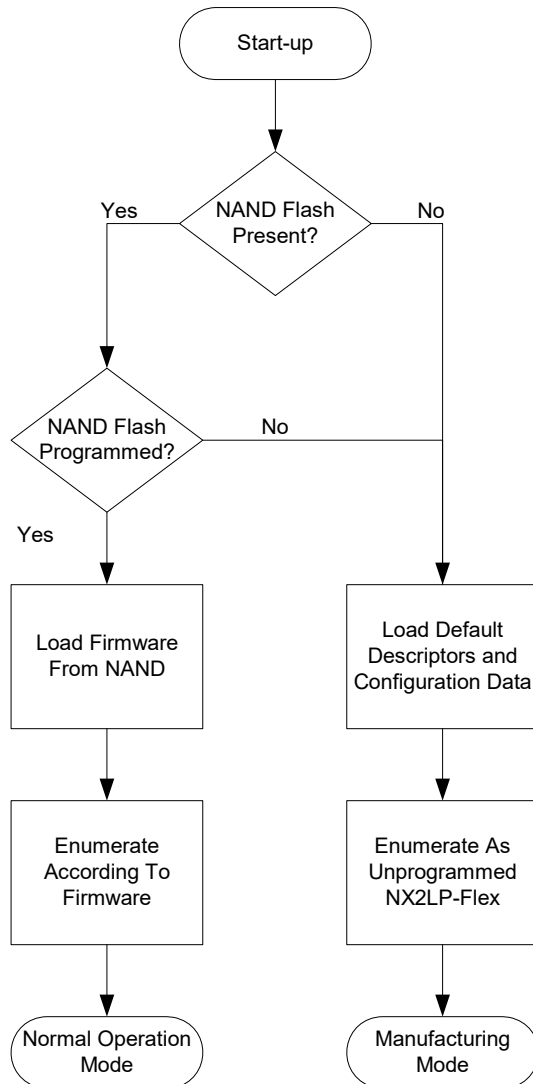 Start-up
Yes
NAND Flash
Present?
No
NAND Flash
Programmed?
No
Yes
Load Firmware
From NAND
Load Default
Descriptors and
Configuration Data
Enumerate
According To
Firmware
Enumerate As
Unprogrammed
NX2LP-Flex
Normal Operation
Mode
Manufacturing
Mode